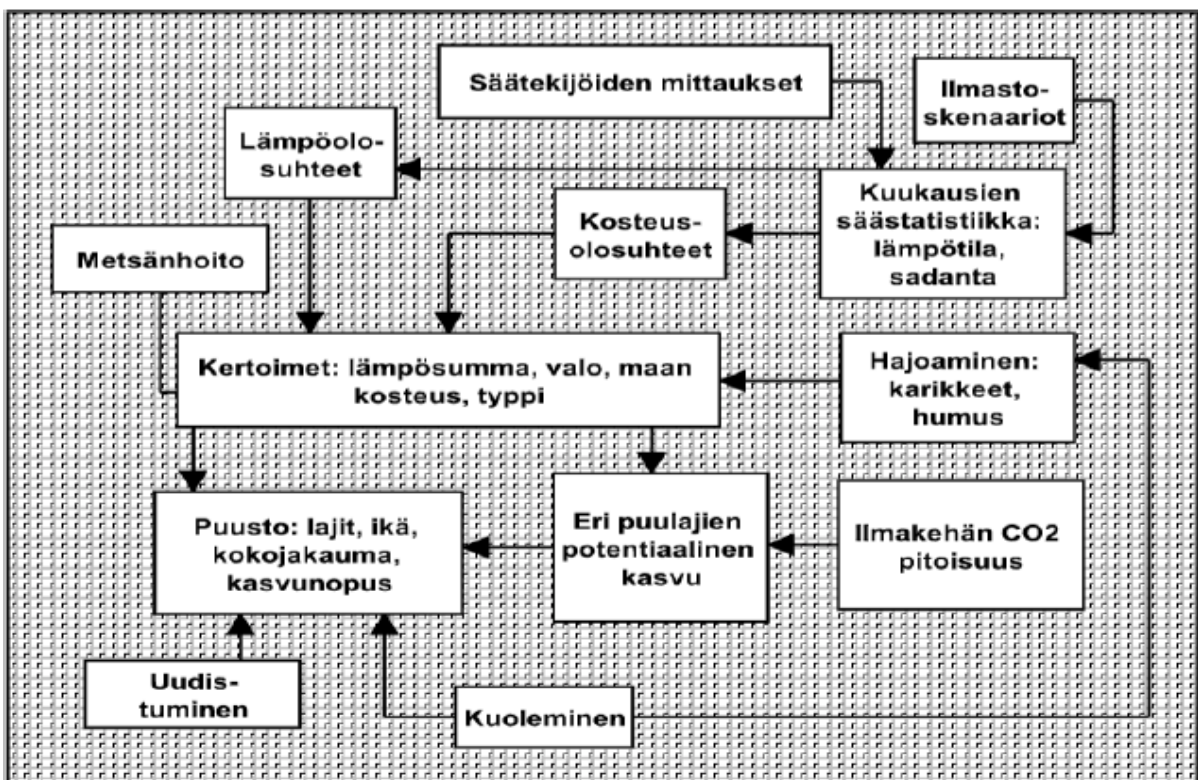 Säätekijöiden mittaukset
Ilmasto-
skenaariot
Lämpöolo-
suhteet
Kuukausien
säästatistiikka:
lämpötila,
sadanta
Kosteus-
olosuhteet
Metsänhoito
Kertoimet: lämpösumma, valo, maan
kosteus, typpi
Hajoaminen:
karikkeet,
humus
Puusto: lajit, ikä,
kokojakauma,
kasvunopus
Eri puulajien
potentiaalinen
kasvu
Ilmakehän CO2
pitoisuus
Uudis-
tuminen
Kuoleminen